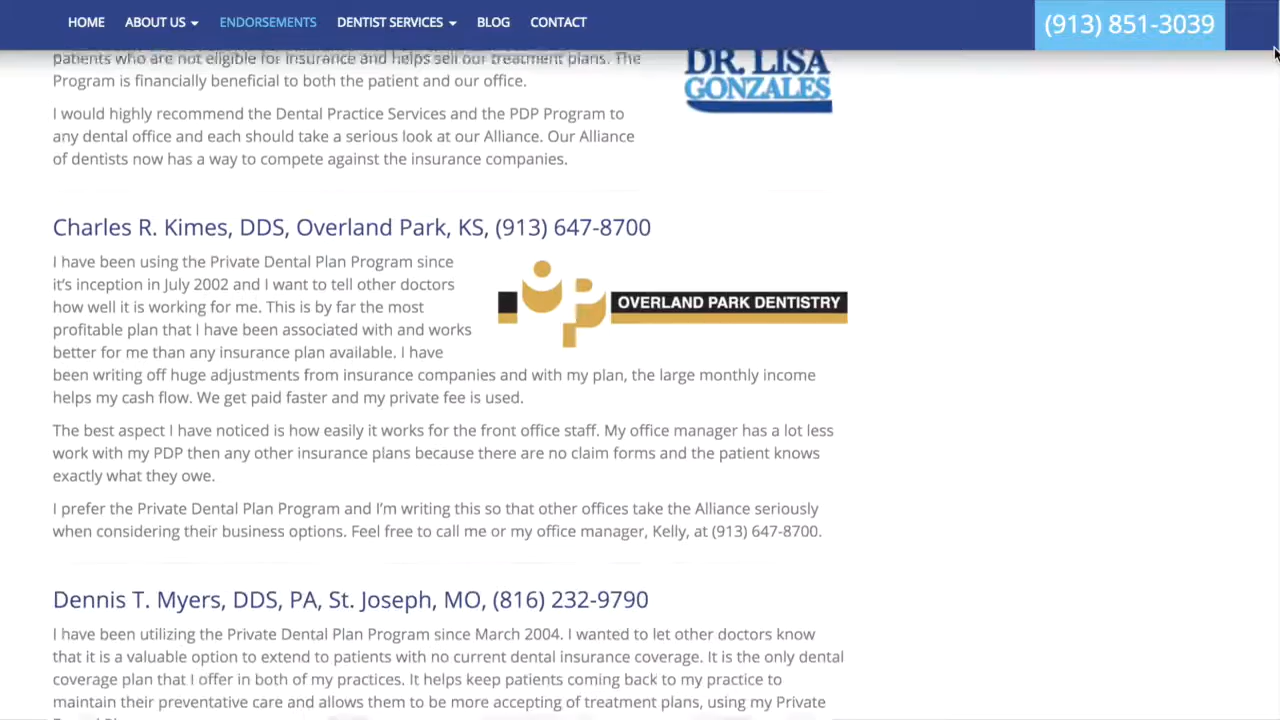 HOME ABOUT US ENDORSEMENTS DENTIST SERVICES BLOG CONTACT (913) 851-3039
patients who are not eligible for insurance and helps sell our treatment plans. The
Program is financially beneficial to both the patient and our office.
DR. LISA
GONZALES
I would highly recommend the Dental Practice Services and the PDP Program to
any dental office and each should take a serious look at our Alliance. Our Alliance
of dentists now has a way to compete against the insurance companies.
Charles R. Kimes, DDS, Overland Park, KS, (913) 647-8700
I have been using the Private Dental Plan Program since
it’s inception in July 2002 and I want to tell other doctors
how well it is working for me. This is by far the most
profitable plan that I have been associated with and works
better for me than any insurance plan available. I have
OP OVERLAND PARK DENTISTRY
been writing off huge adjustments from insurance companies and with my plan, the large monthly income
helps my cash flow. We get paid faster and my private fee is used.
The best aspect I have noticed is how easily it works for the front office staff. My office manager has a lot less
work with my PDP then any other insurance plans because there are no claim forms and the patient knows
exactly what they owe.
I prefer the Private Dental Plan Program and I’m writing this so that other offices take the Alliance seriously
when considering their business options. Feel free to call me or my office manager, Kelly, at (913) 647-8700.
Dennis T. Myers, DDS, PA, St. Joseph, MO, (816) 232-9790
I have been utilizing the Private Dental Plan Program since March 2004. I wanted to let other doctors know
that it is a valuable option to extend to patients with no current dental insurance coverage. It is the only dental
coverage plan that I offer in both of my practices. It helps keep patients coming back to my practice to
maintain their preventative care and allows them to be more accepting of treatment plans, using my Private